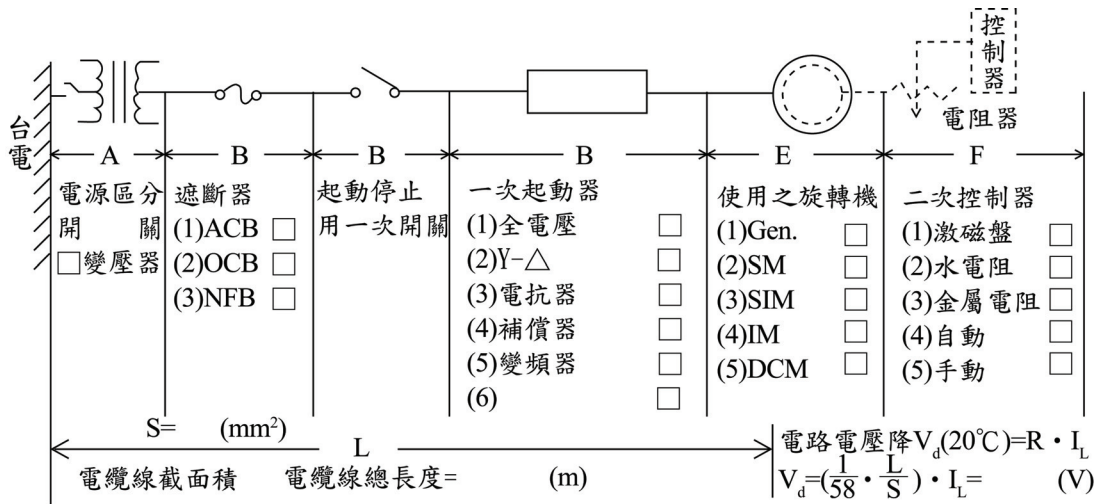 控制器
電阻器
台電
A B B B E F
電源區分
開 關
□變壓器
遮斷器
(1)ACB □
(2)OCB □
(3)NFB □
起動停止
用一次開關
一次起動器
(1)全電壓 □
(2)Y-△ □
(3)電抗器 □
(4)補償器 □
(5)變頻器 □
(6) □
使用之旋轉機
(1)Gen. □
(2)SM □
(3)SIM □
(4)IM □
(5)DCM □
二次控制器
(1)激磁盤 □
(2)水電阻 □
(3)金屬電阻 □
(4)自動 □
(5)手動 □
S= (mm²)
L
電纜線截面積 電纜線總長度= (m)
電路電壓降V_d(20℃)=R·I_L
V_d=(1/58·L/S)·I_L= (V)